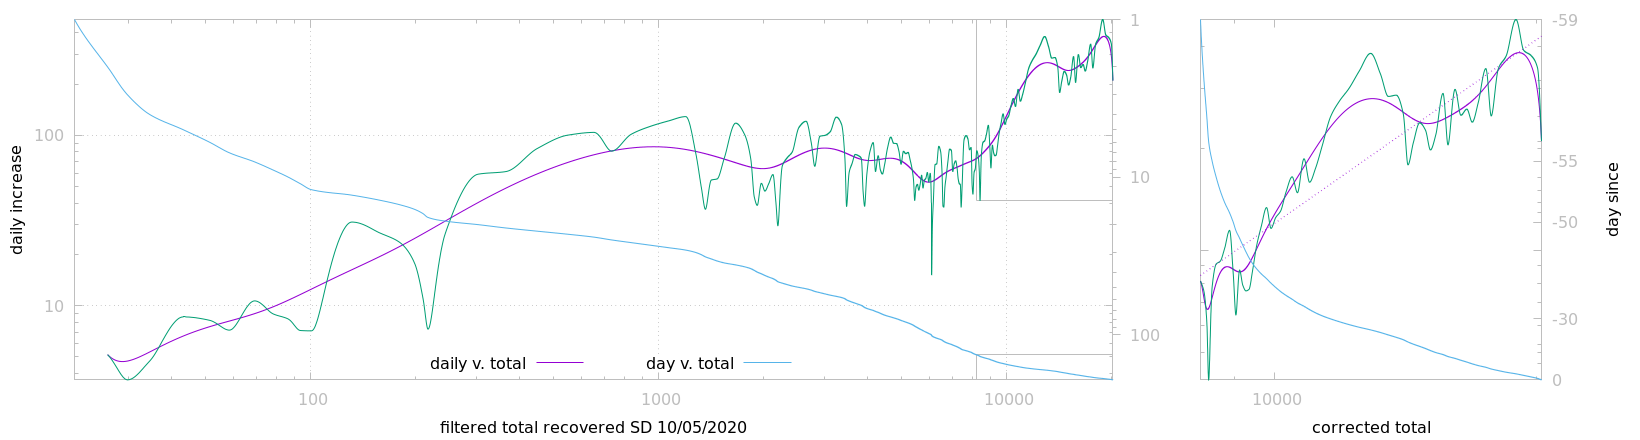 daily increase
100
10
daily v. total
day v. total
100
1000
10000
filtered total recovered SD 10/05/2020
1
10
100
-59
-55
-50
-30
0
day since
10000
corrected total